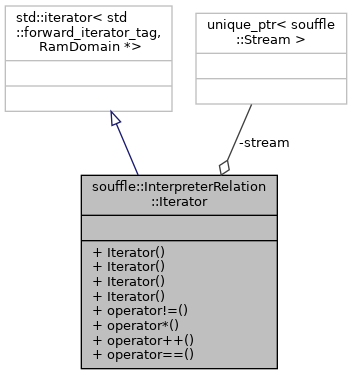 std::iterator< std
::forward_iterator_tag,
RamDomain *>
unique_ptr< souffle
::Stream >
-stream
souffle::InterpreterRelation
::Iterator
+ Iterator()
+ Iterator()
+ Iterator()
+ Iterator()
+ operator!=()
+ operator*()
+ operator++()
+ operator==()